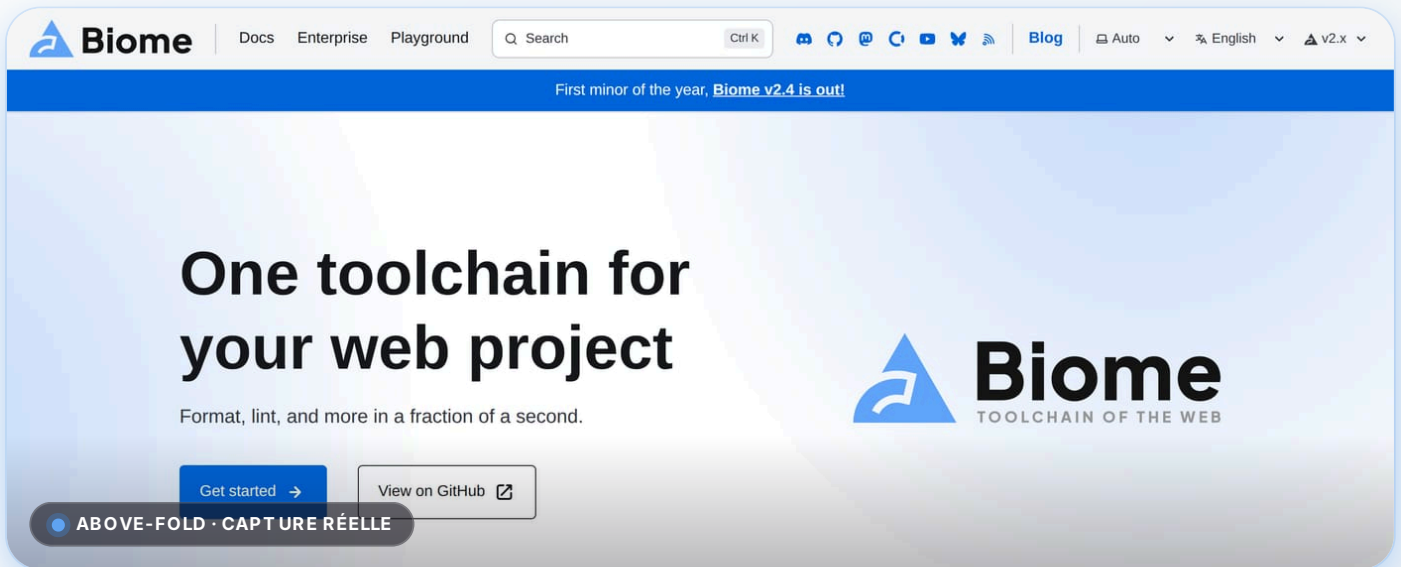 Biome
Docs Enterprise Playground Search Ctrl K Blog Auto English v2.x
First minor of the year, Biome v2.4 is out!
One toolchain for
your web project
Format, lint, and more in a fraction of a second.
Biome
TOOLCHAIN OF THE WEB
Get started View on GitHub
ABOVE-FOLD · CAPTURE RÉELLE